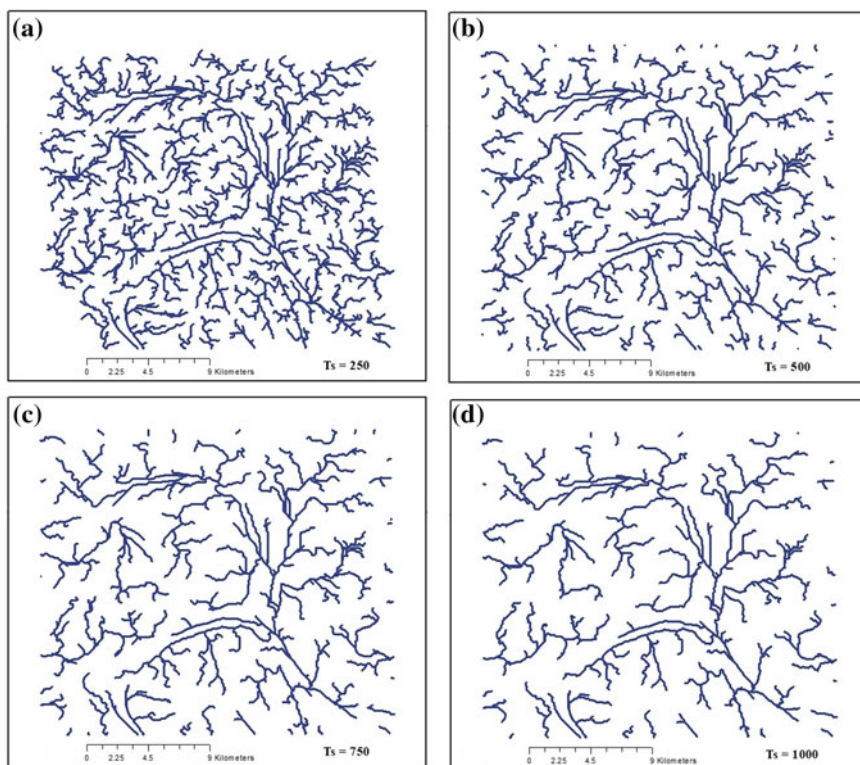 (a)
0 2.25 4.5 9 Kilometers
Ts = 250
(b)
0 2.25 4.5 9 Kilometers
Ts = 500
(c)
0 2.25 4.5 9 Kilometers
Ts = 750
(d)
0 2.25 4.5 9 Kilometers
Ts = 1000